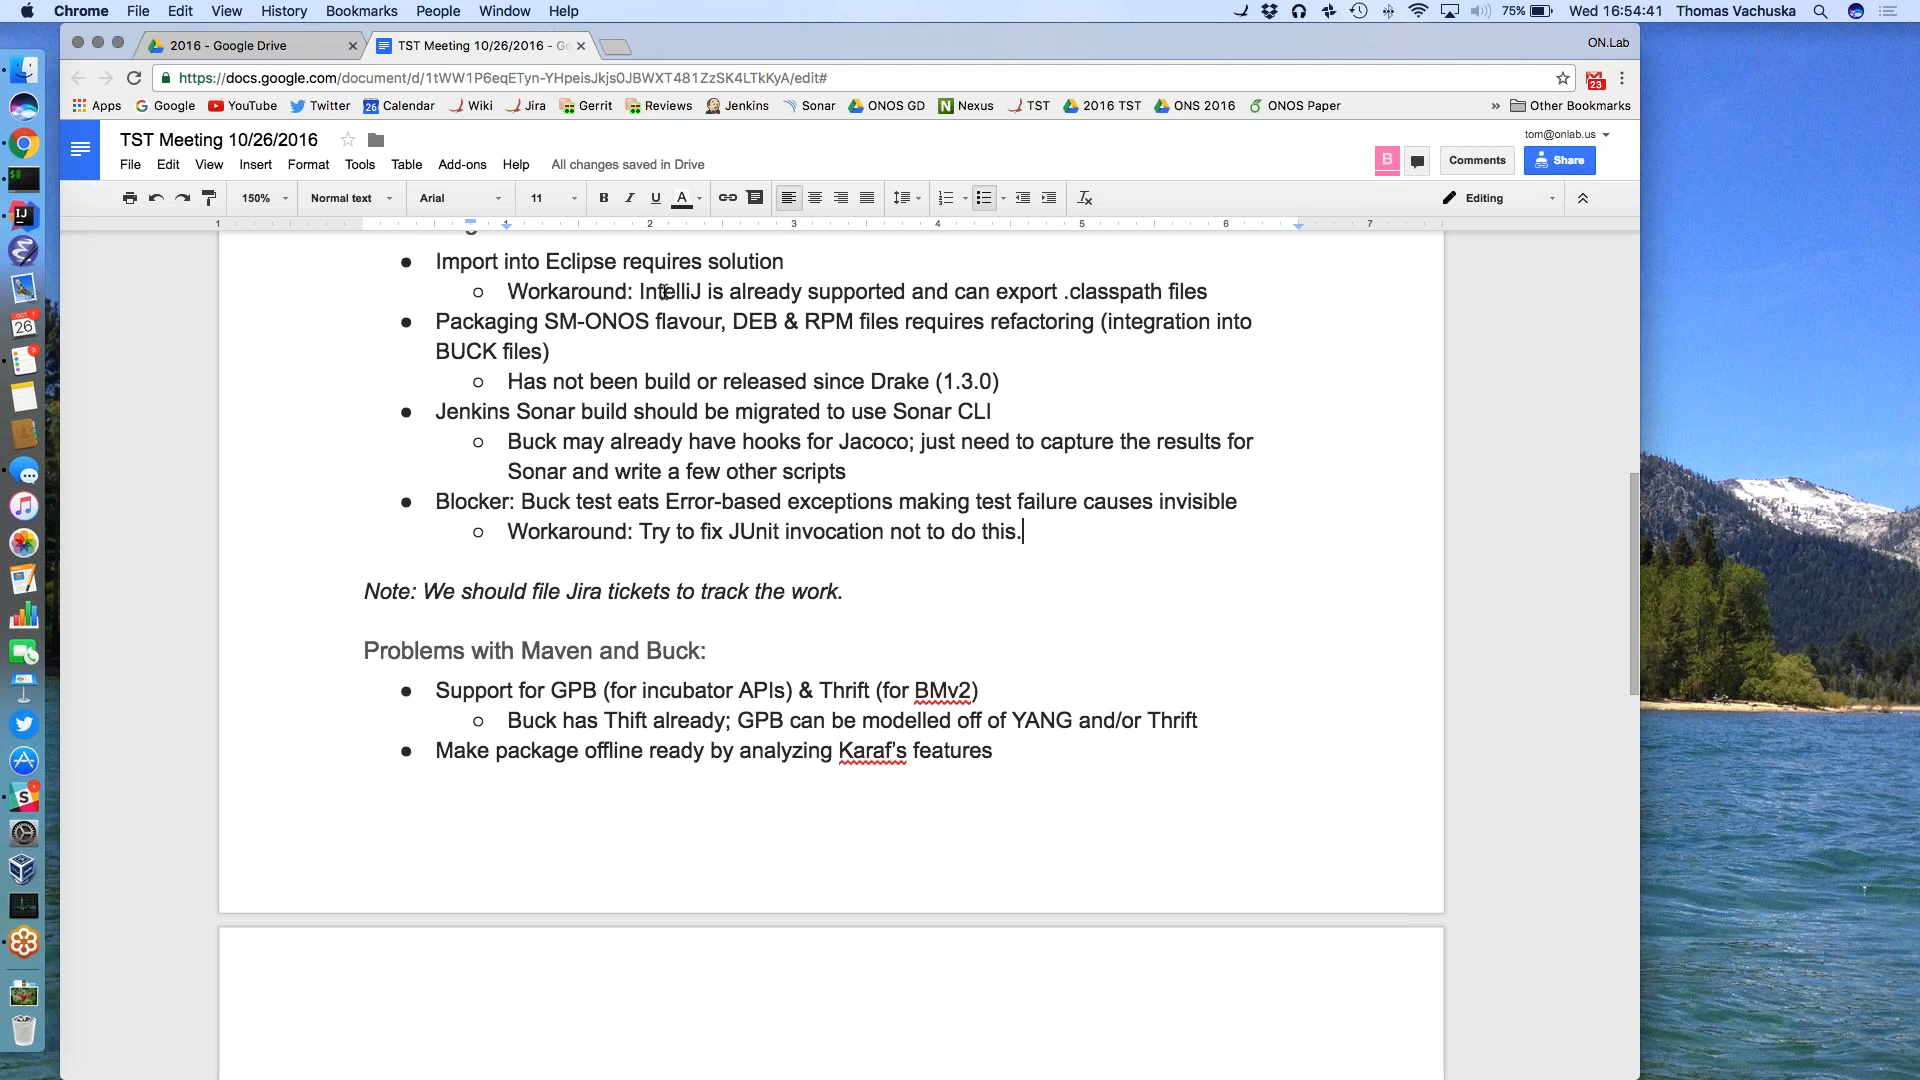 Chrome File Edit View History Bookmarks People Window Help 75% Wed 16:54:41 Thomas Vachuska
2016 - Google Drive TST Meeting 10/26/2016 - Go ON.Lab
https://docs.google.com/document/d/1tWW1P6eqETyn-YHpeisJkjs0JBWXT481ZzSK4LTkKyA/edit# 23
Apps Google YouTube Twitter 26 Calendar Wiki Jira Gerrit Reviews Jenkins Sonar ONOS GD Nexus TST 2016 TST ONS 2016 ONOS Paper » Other Bookmarks
TST Meeting 10/26/2016 tom@onlab.us
File Edit View Insert Format Tools Table Add-ons Help All changes saved in Drive B Comments Share
150% Normal text Arial 11 B I U A Editing
1 1 2 3 4 5 6 7
● Import into Eclipse requires solution
○ Workaround: IntelliJ is already supported and can export .classpath files
● Packaging SM-ONOS flavour, DEB & RPM files requires refactoring (integration into
BUCK files)
○ Has not been build or released since Drake (1.3.0)
● Jenkins Sonar build should be migrated to use Sonar CLI
○ Buck may already have hooks for Jacoco; just need to capture the results for
Sonar and write a few other scripts
● Blocker: Buck test eats Error-based exceptions making test failure causes invisible
○ Workaround: Try to fix JUnit invocation not to do this.
Note: We should file Jira tickets to track the work.
Problems with Maven and Buck:
● Support for GPB (for incubator APIs) & Thrift (for BMv2)
○ Buck has Thift already; GPB can be modelled off of YANG and/or Thrift
● Make package offline ready by analyzing Karaf's features